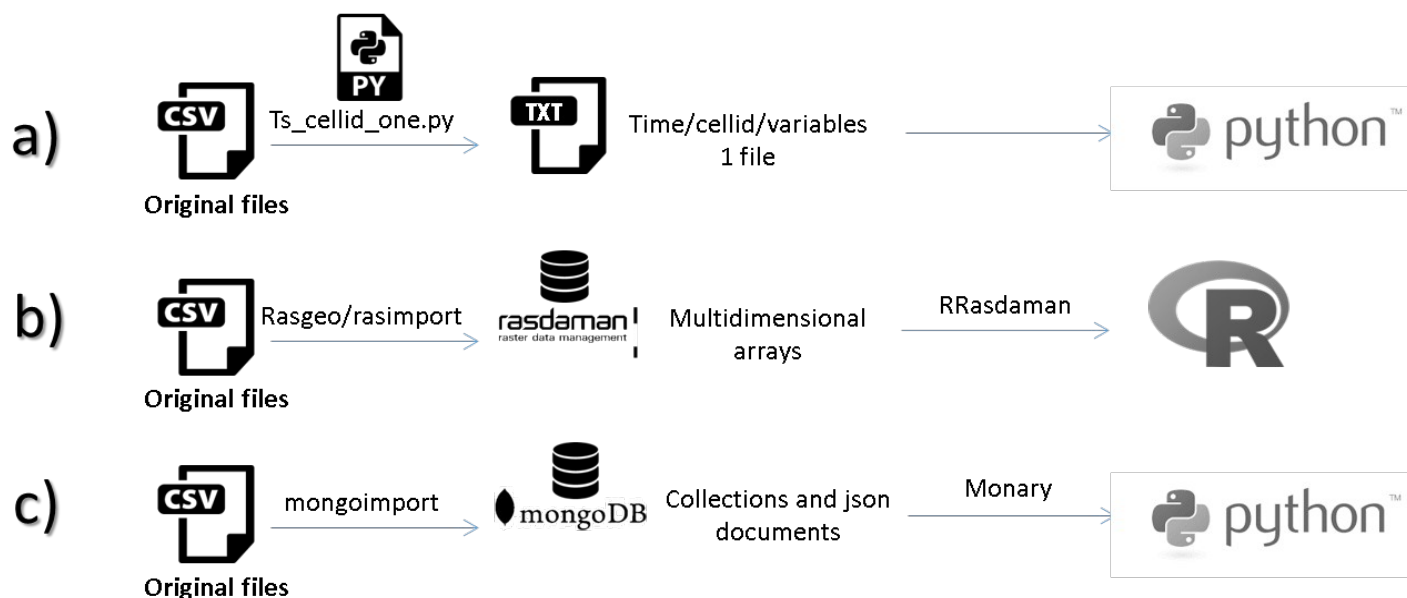 PY
a)
CSV
Ts_cellid_one.py
TXT
Time/cellid/variables
1 file
python™
Original files
b)
CSV
Rasgeo/rasimport
rasdaman
raster data management
Multidimensional
arrays
RRasdaman
R
Original files
c)
CSV
mongoimport
mongoDB
Collections and json
documents
Monary
python™
Original files